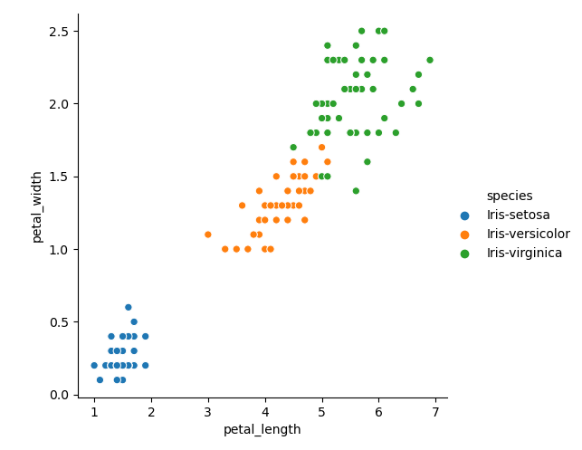 2.5
2.0
1.5
1.0
0.5
0.0
petal_width
1 2 3 4 5 6 7
petal_length
species
Iris-setosa
Iris-versicolor
Iris-virginica